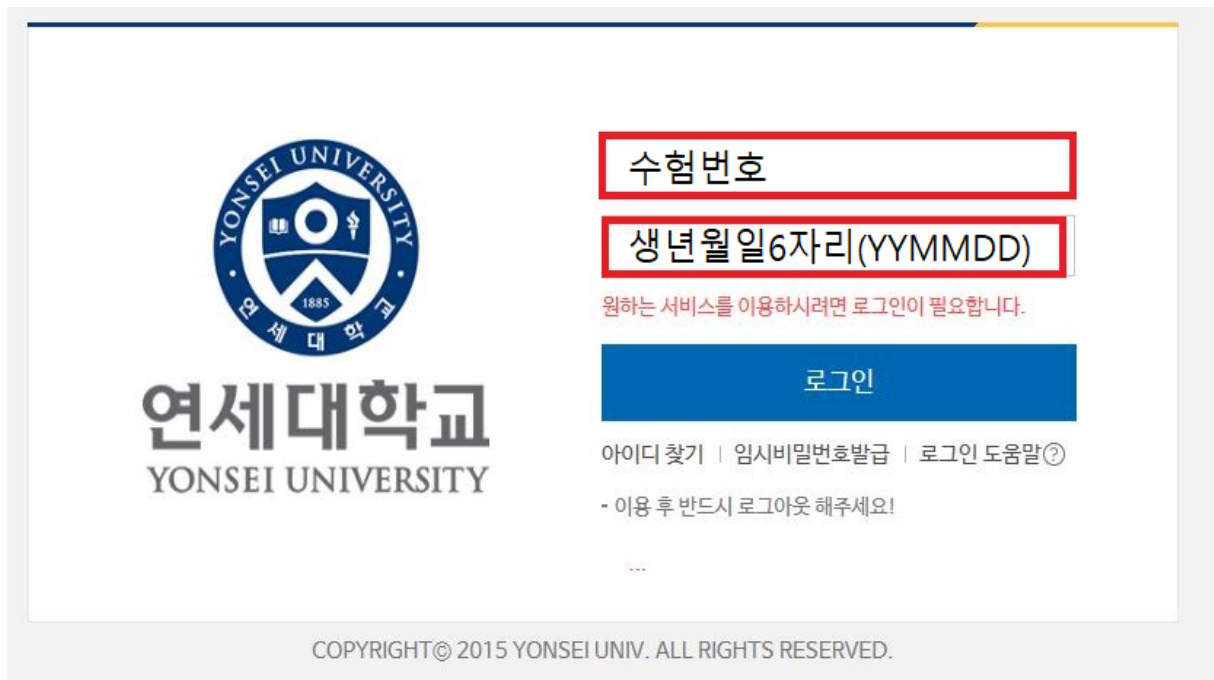 YONSEI UNIVERSITY
1885
연세대학교
연세대학교
YONSEI UNIVERSITY
수험번호
생년월일6자리(YYMMDD)
원하는 서비스를 이용하시려면 로그인이 필요합니다.
로그인
아이디 찾기 | 임시비밀번호발급 | 로그인 도움말?
- 이용 후 반드시 로그아웃 해주세요!
...
COPYRIGHT© 2015 YONSEI UNIV. ALL RIGHTS RESERVED.